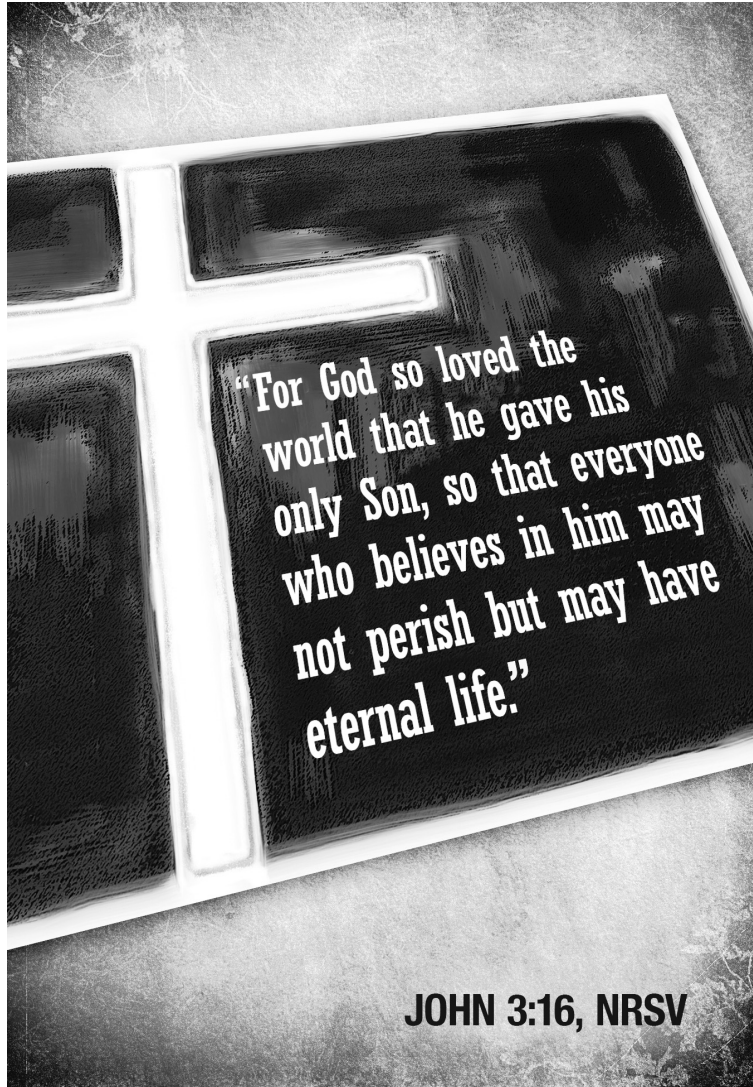 “For God so loved the
world that he gave his
only Son, so that everyone
who believes in him may
not perish but may have
eternal life.”
JOHN 3:16, NRSV